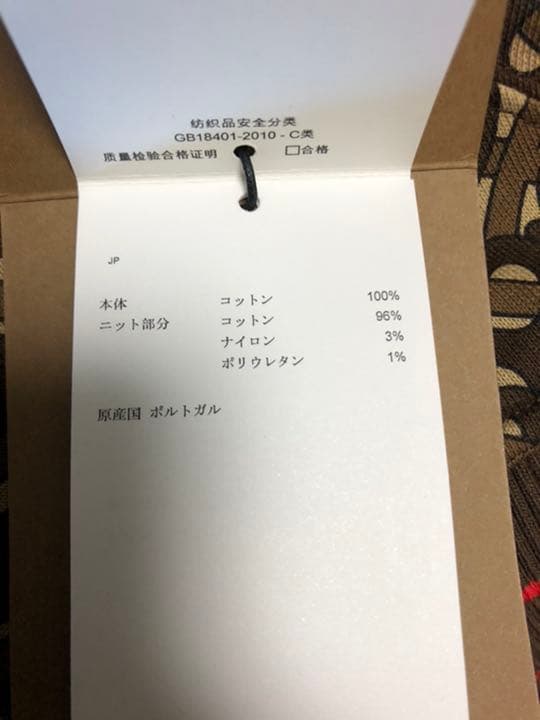 纺织品安全分类
GB18401-2010 - C类
质量检验合格证明 □合格
JP
本体 コットン 100%
ニット部分 コットン 96%
ナイロン 3%
ポリウレタン 1%
原産国 ポルトガル